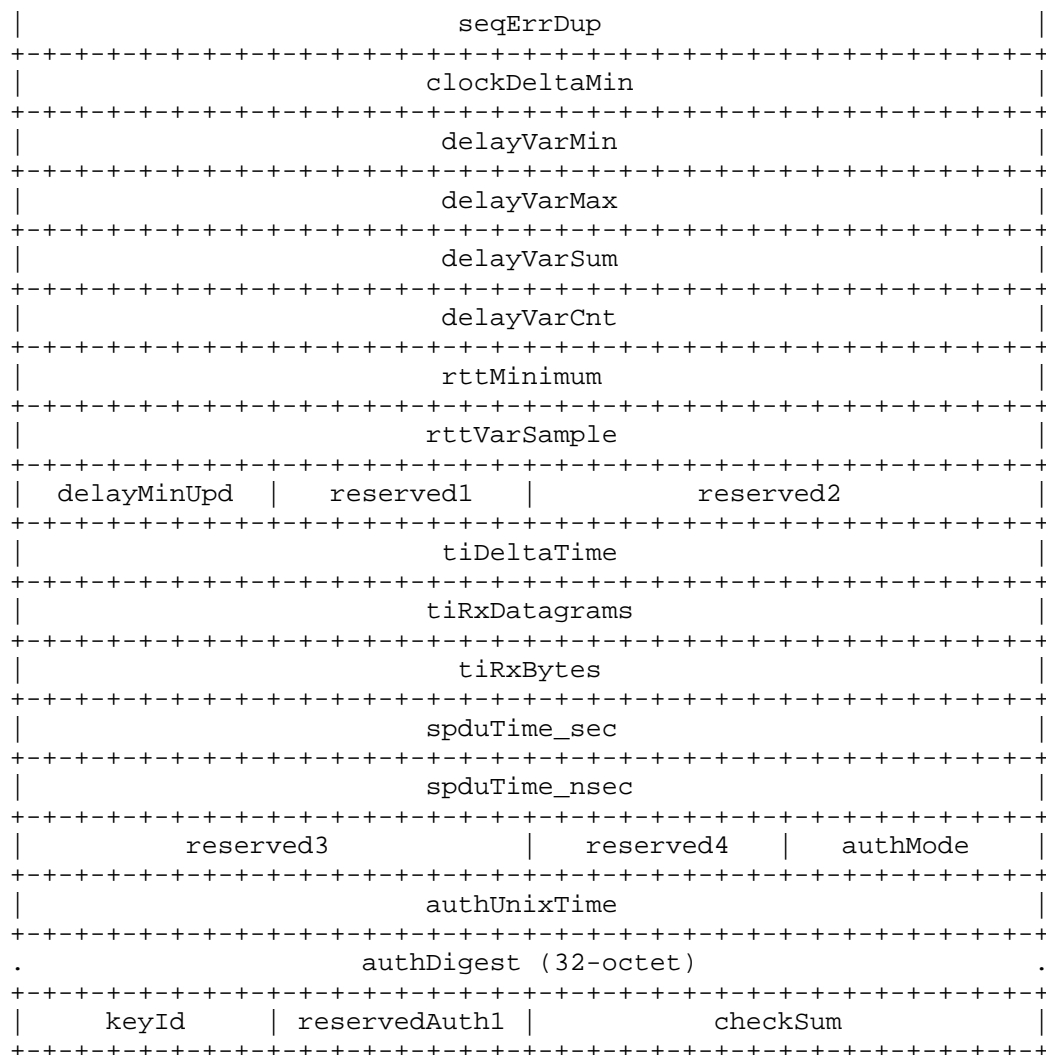 |                           seqErrDup                           |
+-+-+-+-+-+-+-+-+-+-+-+-+-+-+-+-+-+-+-+-+-+-+-+-+-+-+-+-+-+-+-+-+
|                         clockDeltaMin                         |
+-+-+-+-+-+-+-+-+-+-+-+-+-+-+-+-+-+-+-+-+-+-+-+-+-+-+-+-+-+-+-+-+
|                          delayVarMin                          |
+-+-+-+-+-+-+-+-+-+-+-+-+-+-+-+-+-+-+-+-+-+-+-+-+-+-+-+-+-+-+-+-+
|                          delayVarMax                          |
+-+-+-+-+-+-+-+-+-+-+-+-+-+-+-+-+-+-+-+-+-+-+-+-+-+-+-+-+-+-+-+-+
|                          delayVarSum                          |
+-+-+-+-+-+-+-+-+-+-+-+-+-+-+-+-+-+-+-+-+-+-+-+-+-+-+-+-+-+-+-+-+
|                          delayVarCnt                          |
+-+-+-+-+-+-+-+-+-+-+-+-+-+-+-+-+-+-+-+-+-+-+-+-+-+-+-+-+-+-+-+-+
|                          rttMinimum                           |
+-+-+-+-+-+-+-+-+-+-+-+-+-+-+-+-+-+-+-+-+-+-+-+-+-+-+-+-+-+-+-+-+
|                         rttVarSample                          |
+-+-+-+-+-+-+-+-+-+-+-+-+-+-+-+-+-+-+-+-+-+-+-+-+-+-+-+-+-+-+-+-+
|  delayMinUpd  |   reserved1   |          reserved2            |
+-+-+-+-+-+-+-+-+-+-+-+-+-+-+-+-+-+-+-+-+-+-+-+-+-+-+-+-+-+-+-+-+
|                          tiDeltaTime                          |
+-+-+-+-+-+-+-+-+-+-+-+-+-+-+-+-+-+-+-+-+-+-+-+-+-+-+-+-+-+-+-+-+
|                         tiRxDatagrams                         |
+-+-+-+-+-+-+-+-+-+-+-+-+-+-+-+-+-+-+-+-+-+-+-+-+-+-+-+-+-+-+-+-+
|                           tiRxBytes                           |
+-+-+-+-+-+-+-+-+-+-+-+-+-+-+-+-+-+-+-+-+-+-+-+-+-+-+-+-+-+-+-+-+
|                         spduTime_sec                          |
+-+-+-+-+-+-+-+-+-+-+-+-+-+-+-+-+-+-+-+-+-+-+-+-+-+-+-+-+-+-+-+-+
|                         spduTime_nsec                         |
+-+-+-+-+-+-+-+-+-+-+-+-+-+-+-+-+-+-+-+-+-+-+-+-+-+-+-+-+-+-+-+-+
|          reserved3            |   reserved4   |   authMode    |
+-+-+-+-+-+-+-+-+-+-+-+-+-+-+-+-+-+-+-+-+-+-+-+-+-+-+-+-+-+-+-+-+
|                         authUnixTime                          |
+-+-+-+-+-+-+-+-+-+-+-+-+-+-+-+-+-+-+-+-+-+-+-+-+-+-+-+-+-+-+-+-+
.                     authDigest (32-octet)                     .
+-+-+-+-+-+-+-+-+-+-+-+-+-+-+-+-+-+-+-+-+-+-+-+-+-+-+-+-+-+-+-+-+
|     keyId     | reservedAuth1 |           checkSum            |
+-+-+-+-+-+-+-+-+-+-+-+-+-+-+-+-+-+-+-+-+-+-+-+-+-+-+-+-+-+-+-+-+